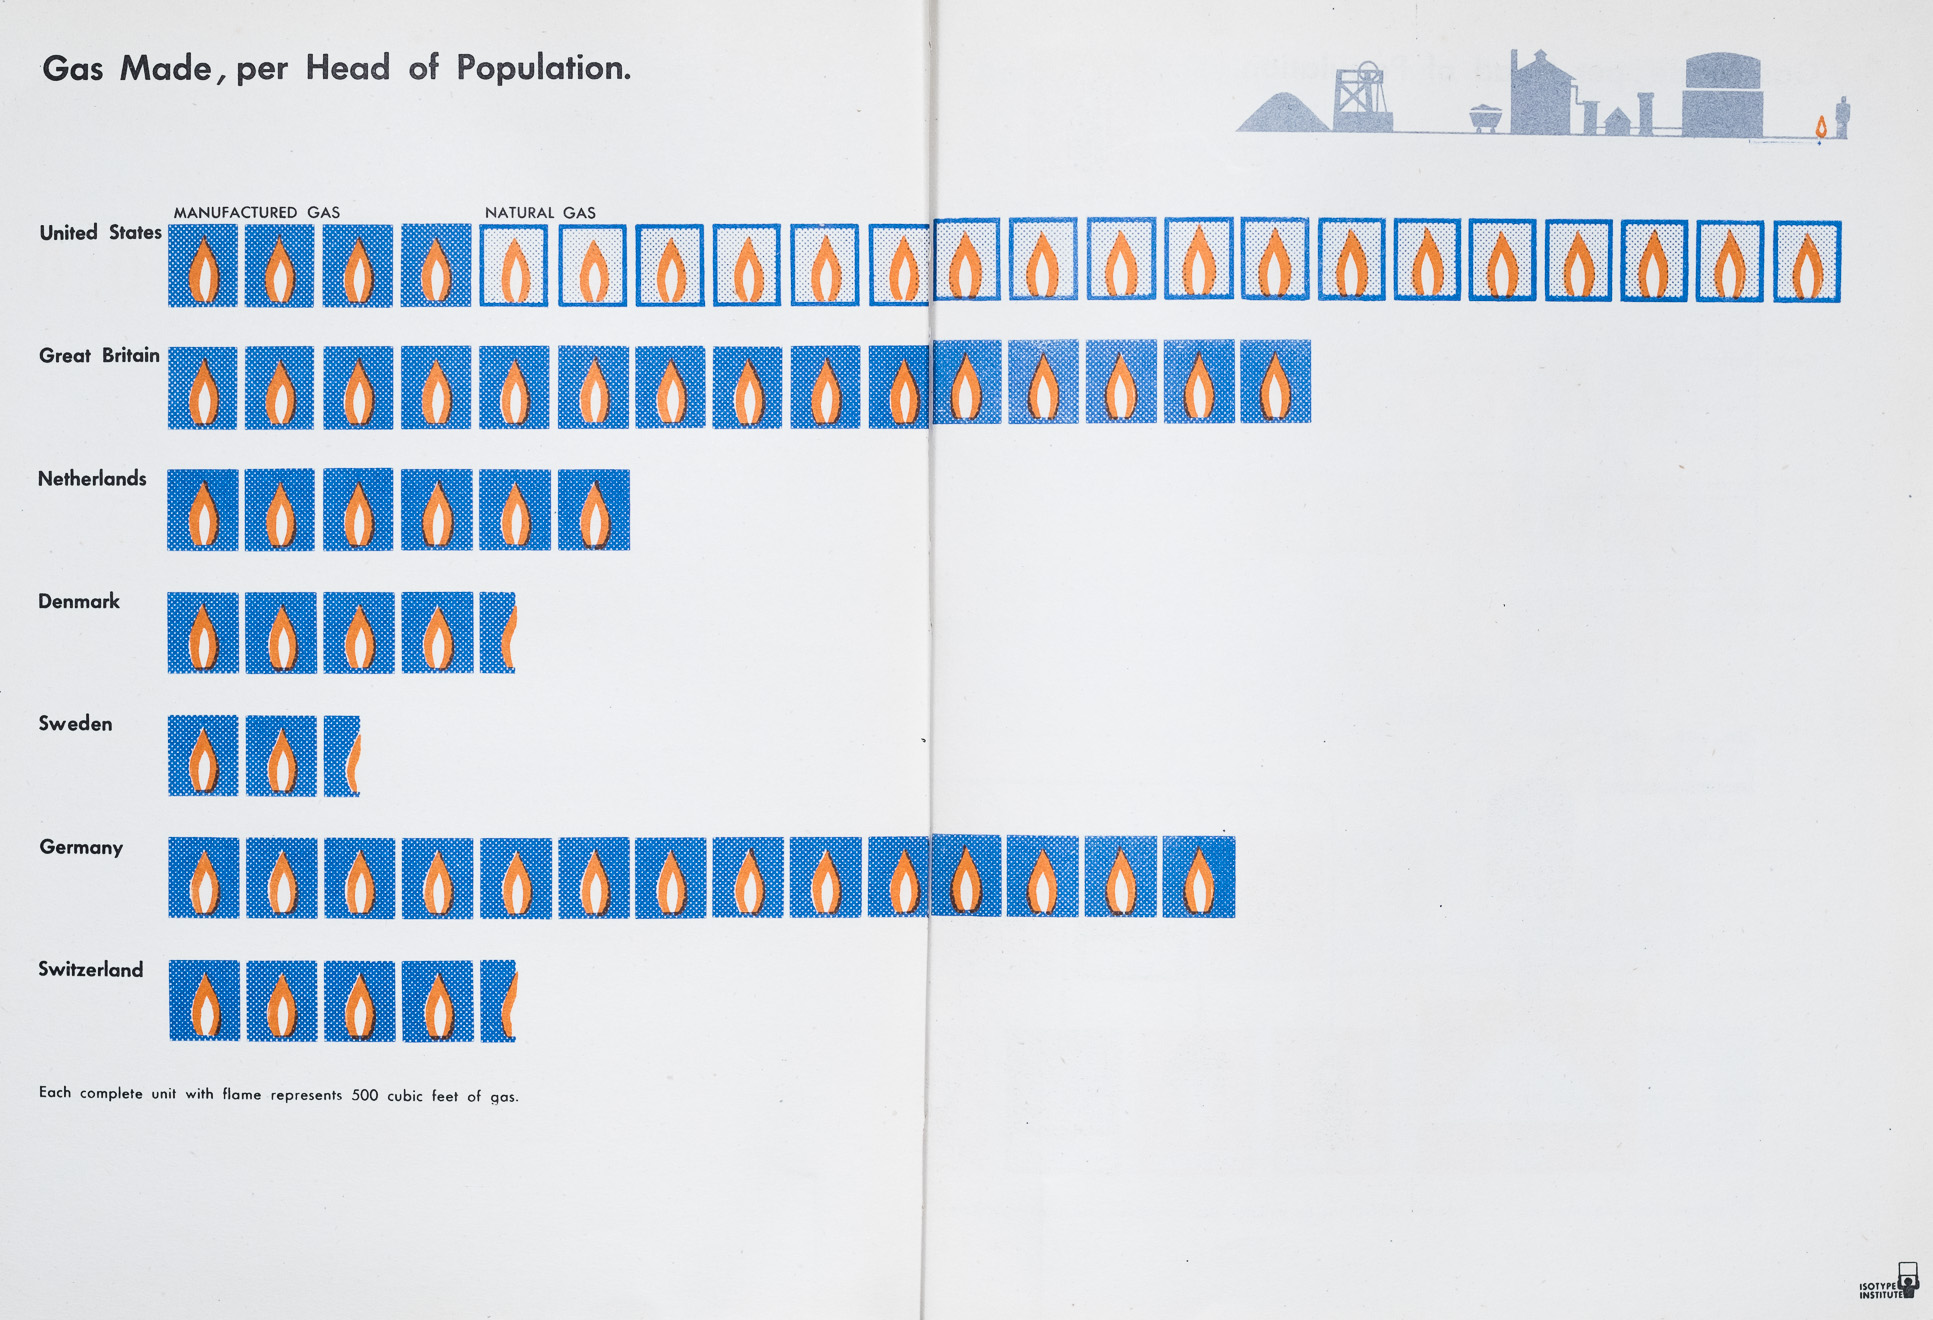 Gas Made, per Head of Population.
MANUFACTURED GAS NATURAL GAS
United States
Great Britain
Netherlands
Denmark
Sweden
Germany
Switzerland
Each complete unit with flame represents 500 cubic feet of gas.
ISOTYPE
INSTITUTE